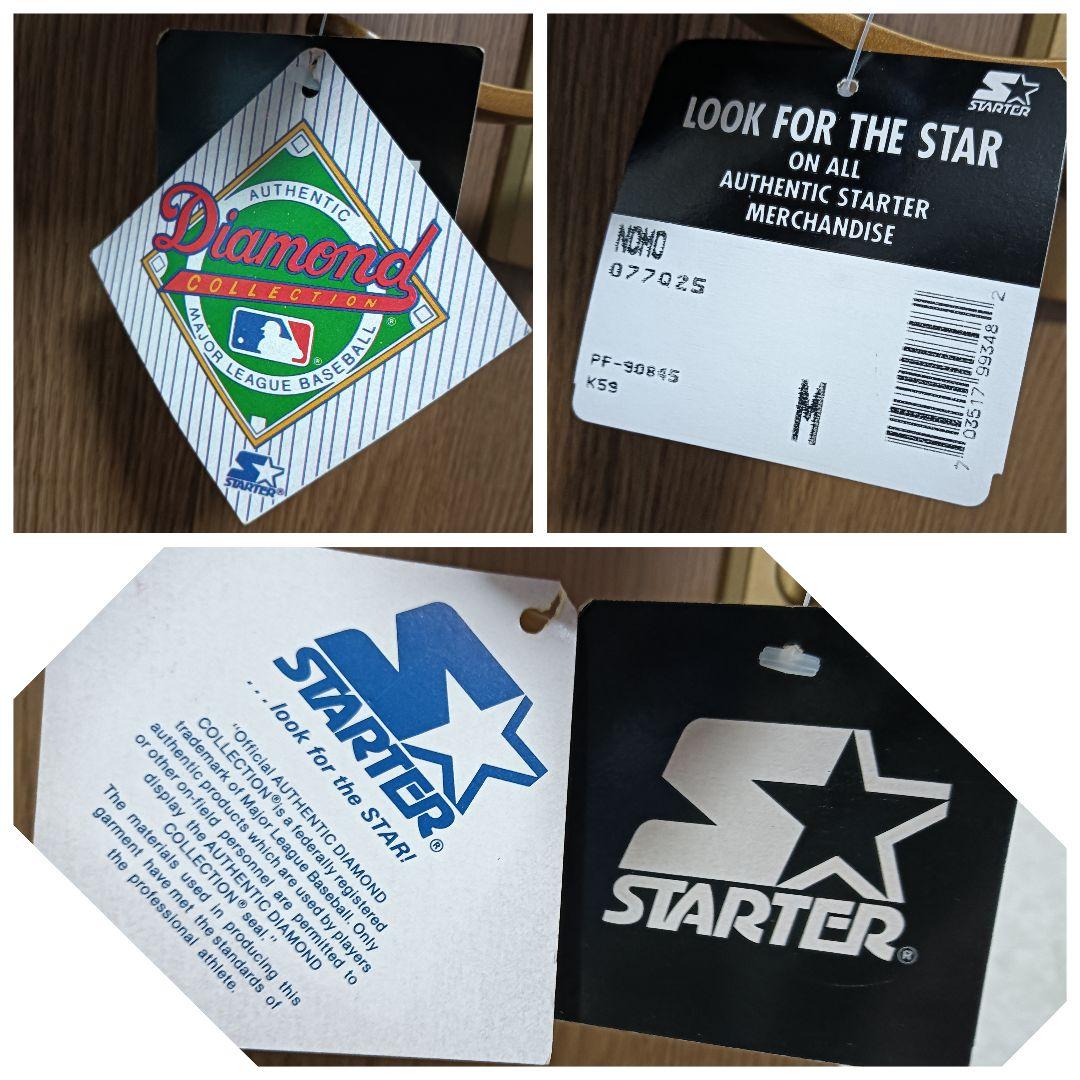 AUTHENTIC
Diamond
COLLECTION
MAJOR LEAGUE BASEBALL
®
®
STARTER®
STARTER
LOOK FOR THE STAR
ON ALL
AUTHENTIC STARTER
MERCHANDISE
NOMO
077025
PF-90845
K59
M
7 03517 99348 2
STARTER®
...look for the STAR!
"Official AUTHENTIC DIAMOND
COLLECTION® is a federally registered
trademark of Major League Baseball. Only
authentic products which are used by players
or other on-field personnel are permitted to
display the AUTHENTIC DIAMOND
COLLECTION® seal."
The materials used in producing this
garment have met the standards of
the professional athlete.
STARTER®